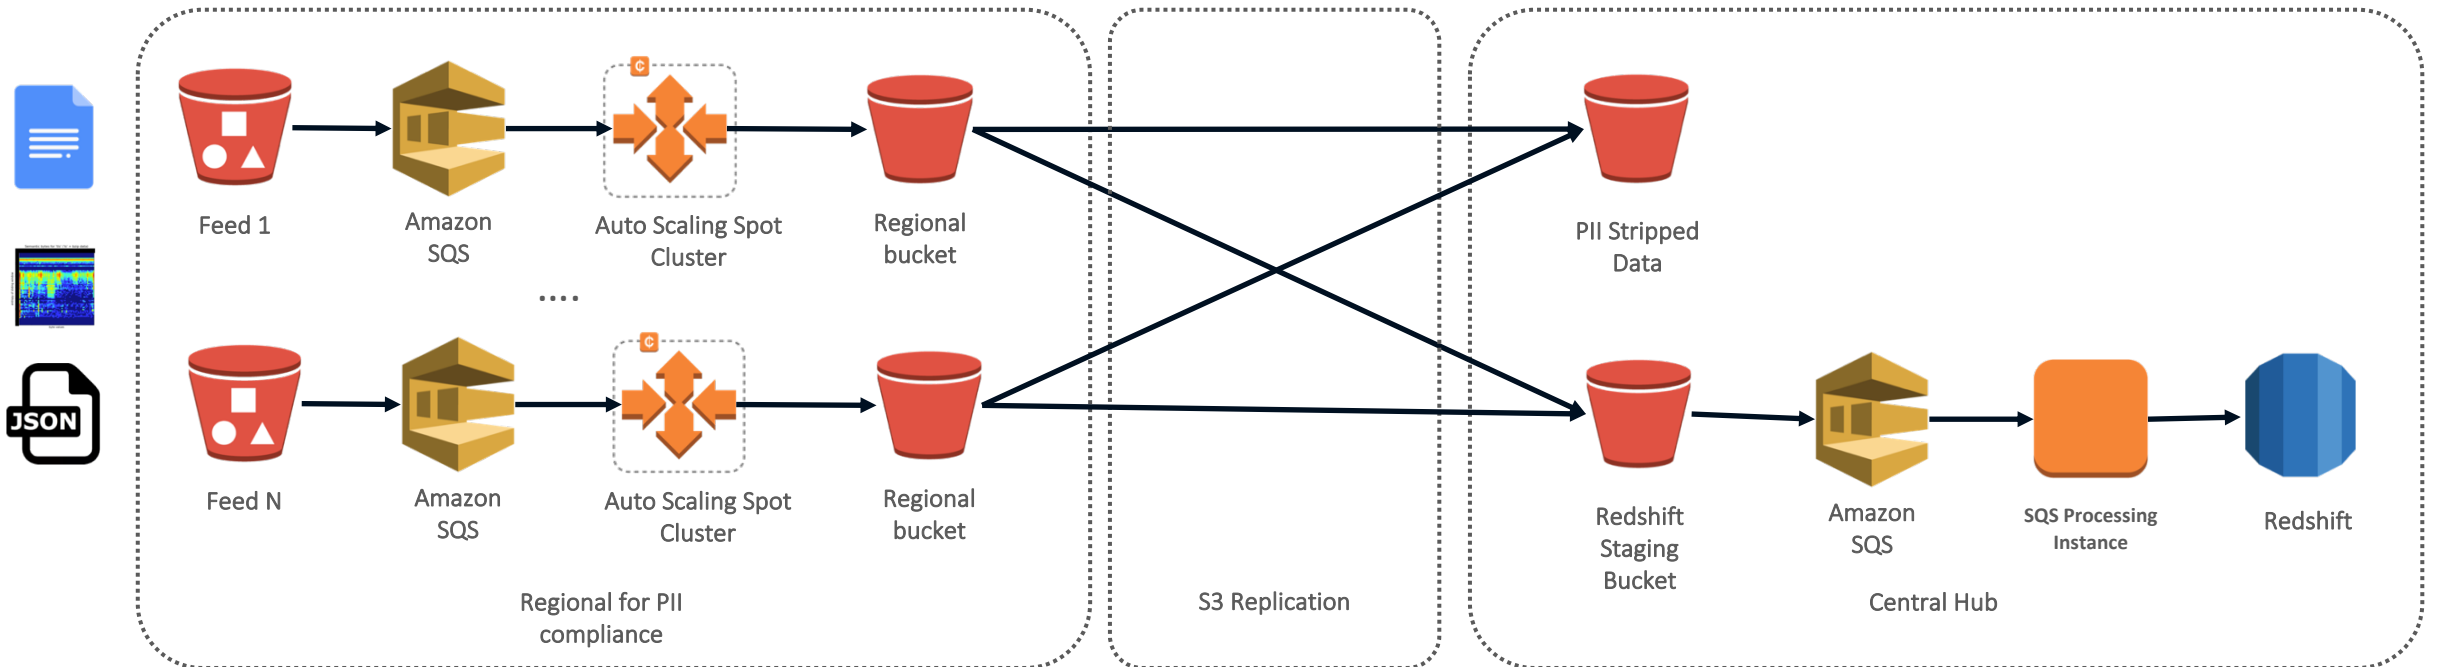 Feed 1
Amazon
SQS
Auto Scaling Spot
Cluster
Regional
bucket
PII Stripped
Data
....
JSON
Feed N
Amazon
SQS
Auto Scaling Spot
Cluster
Regional
bucket
Redshift
Staging
Bucket
Amazon
SQS
SQS Processing
Instance
Redshift
Regional for PII
compliance
S3 Replication
Central Hub